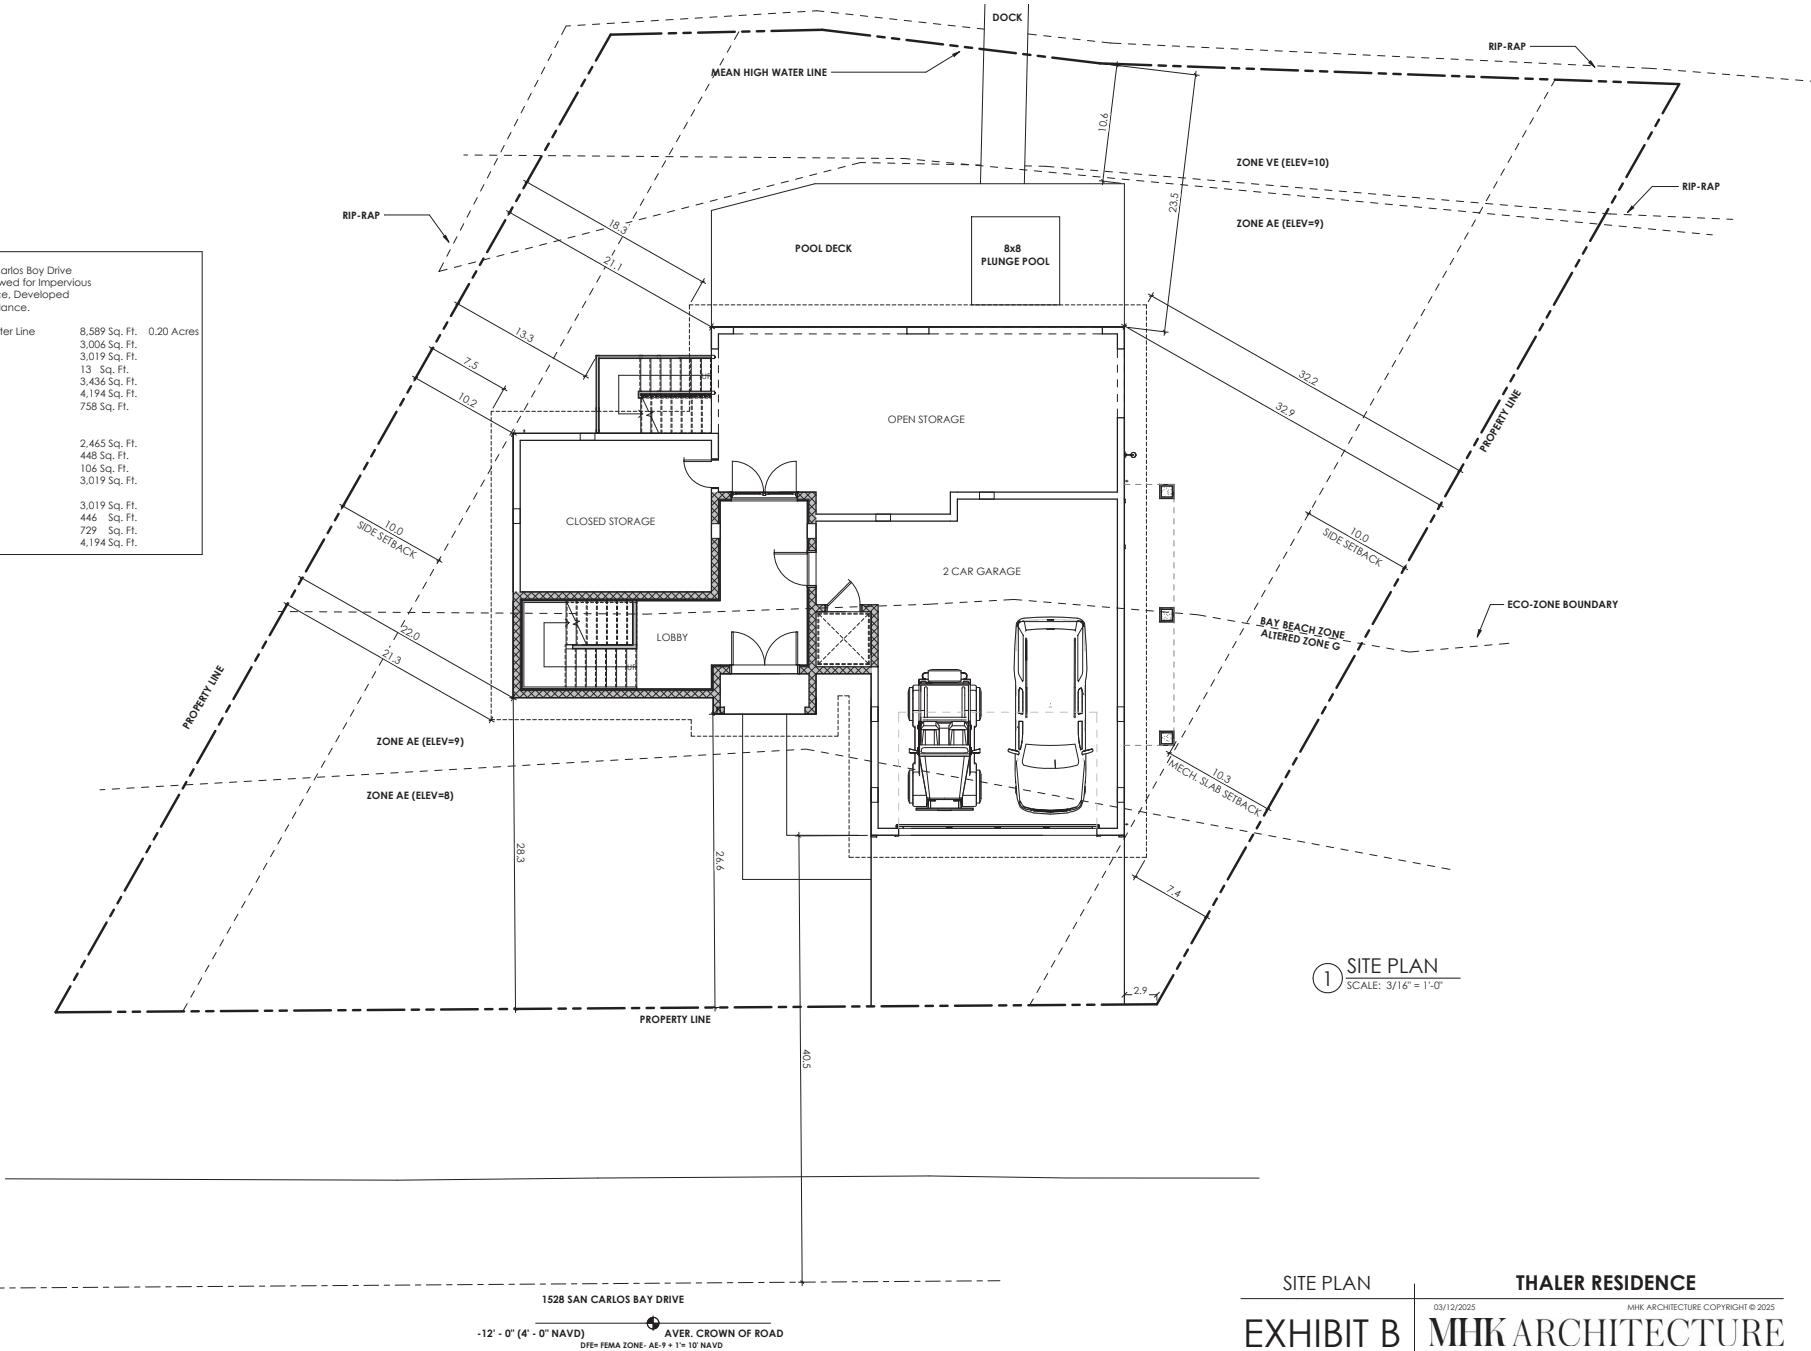 DOCK
RIP-RAP
MEAN HIGH WATER LINE
10.6
ZONE VE (ELEV=10)
RIP-RAP
23.5
ZONE AE (ELEV=9)
RIP-RAP
18.3
21.1
POOL DECK
8x8
PLUNGE POOL
arlos Bay Drive
wed for Impervious
ce, Developed
dance.
ter Line 8,589 Sq. Ft. 0.20 Acres
3,006 Sq. Ft.
3,019 Sq. Ft.
13 Sq. Ft.
3,436 Sq. Ft.
4,194 Sq. Ft.
758 Sq. Ft.
2,465 Sq. Ft.
448 Sq. Ft.
106 Sq. Ft.
3,019 Sq. Ft.
3,019 Sq. Ft.
446 Sq. Ft.
729 Sq. Ft.
4,194 Sq. Ft.
13.3
7.5
10.2
UP
32.2
32.9
PROPERTY LINE
OPEN STORAGE
CLOSED STORAGE
10.0
SIDE SETBACK
10.0
SIDE SETBACK
2 CAR GARAGE
ECO-ZONE BOUNDARY
BAY BEACH ZONE
ALTERED ZONE G
22.0
21.3
LOBBY
UP
PROPERTY LINE
ZONE AE (ELEV=9)
ZONE AE (ELEV=8)
10.3
MECH. SLAB SETBACK
28.3
26.6
7.4
2.9
1 SITE PLAN
SCALE: 3/16" = 1'-0"
PROPERTY LINE
40.5
1528 SAN CARLOS BAY DRIVE
-12' - 0" (4' - 0" NAVD) AVER. CROWN OF ROAD
DFE= FEMA ZONE- AE-9 + 1'= 10' NAVD
SITE PLAN
EXHIBIT B
THALER RESIDENCE
03/12/2025 MHK ARCHITECTURE COPYRIGHT © 2025
MHK ARCHITECTURE